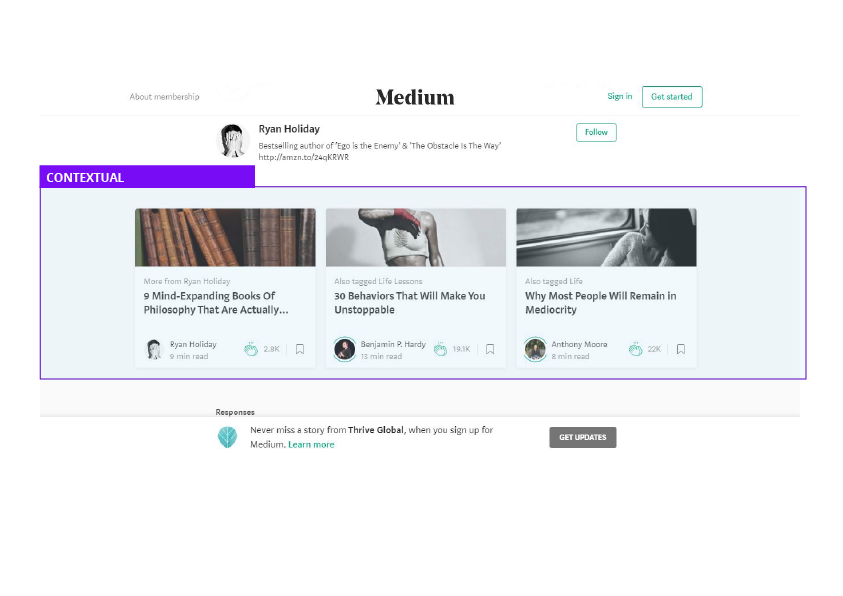 About membership
Medium
Sign in
Get started
Ryan Holiday
Follow
Bestselling author of 'Ego is the Enemy' & 'The Obstacle Is The Way'
http://amzn.to/24qKRWR
CONTEXTUAL
More from Ryan Holiday
9 Mind-Expanding Books Of
Philosophy That Are Actually...
Ryan Holiday
9 min read
2.8K
Also tagged Life Lessons
30 Behaviors That Will Make You
Unstoppable
Benjamin P. Hardy
13 min read
19.1K
Also tagged Life
Why Most People Will Remain in
Mediocrity
Anthony Moore
8 min read
22K
Responses
Never miss a story from Thrive Global, when you sign up for
Medium. Learn more
GET UPDATES